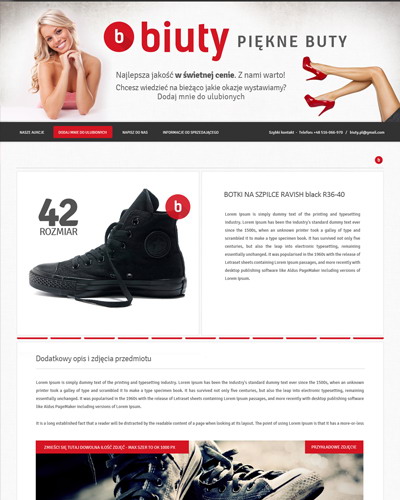 b biuty PIĘKNE BUTY
Najlepsza jakość w świetnej cenie. Z nami warto!
Chcesz wiedzieć na bieżąco jakie okazje wystawiamy?
Dodaj mnie do ulubionych
NASZE AUKCJE DODAJ MNIE DO ULUBIONYCH NAPISZ DO NAS INFORMACJE OD SPRZEDAJĄCEGO Szybki kontakt - Telefon: +48 516-066-978 / biuty.pl@gmail.com
b
42
ROZMIAR
b
BOTKI NA SZPILCE RAVISH black R36-40
Lorem Ipsum is simply dummy text of the printing and typesetting
industry. Lorem Ipsum has been the industry's standard dummy text
ever since the 1500s, when an unknown printer took a galley of type and
scrambled it to make a type specimen book. It has survived not only five
centuries, but also the leap into electronic typesetting, remaining
essentially unchanged. It was popularised in the 1960s with the release of
Letraset sheets containing Lorem Ipsum passages, and more recently with
desktop publishing software like Aldus PageMaker including versions of
Lorem Ipsum.
Dodatkowy opis i zdjęcia przedmiotu
Lorem Ipsum is simply dummy text of the printing and typesetting industry. Lorem Ipsum has been the industry's standard dummy text ever since the 1500s, when an unknown
printer took a galley of type and scrambled it to make a type specimen book. It has survived not only five centuries, but also the leap into electronic typesetting, remaining essentially
unchanged. It was popularised in the 1960s with the release of Letraset sheets containing Lorem Ipsum passages, and more recently with desktop publishing software like Aldus
PageMaker including versions of Lorem Ipsum.
It is a long established fact that a reader will be distracted by the readable content of a page when looking at its layout. The point of using Lorem Ipsum is that it has a more-or-less
ZMIEŚCI SIĘ TUTAJ DOWOLNA ILOŚĆ ZDJĘĆ - MAX SZER TO OK 1000 PX PRZYKŁADOWE ZDJĘCIE